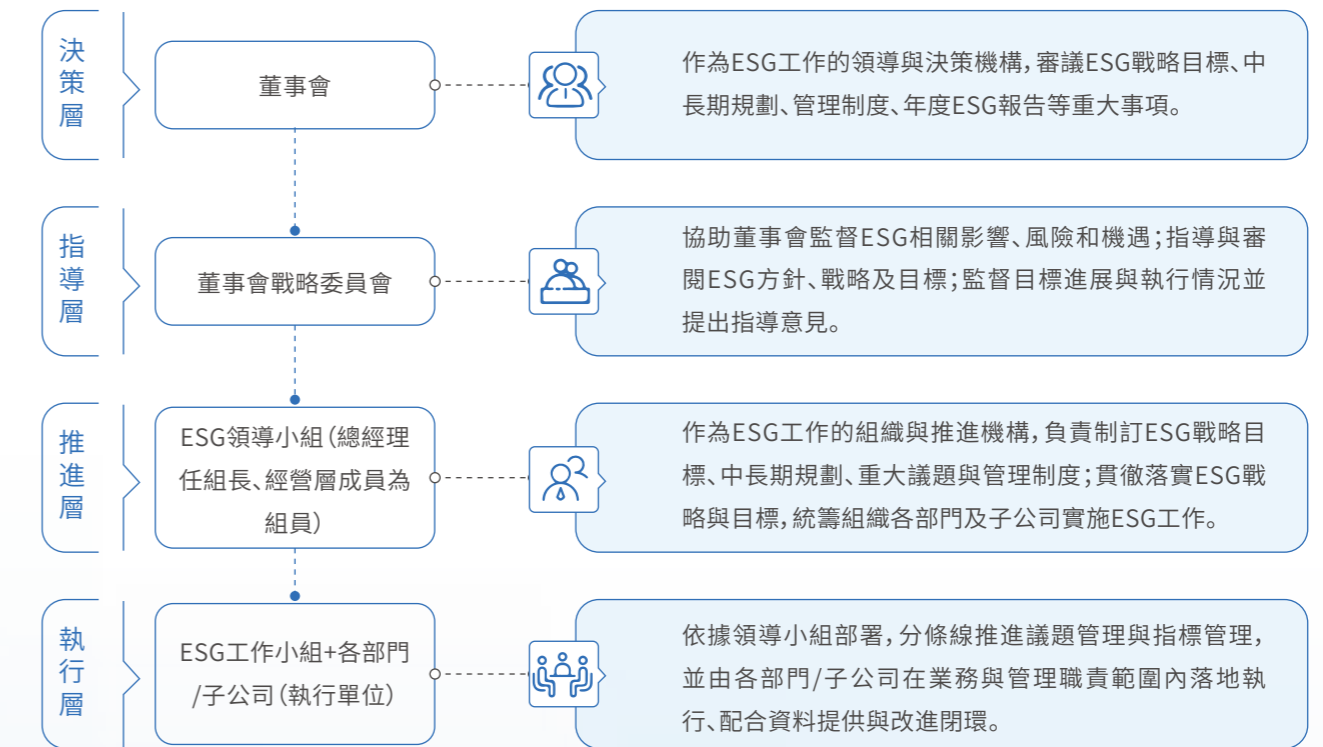 決策層
董事會
作為ESG工作的領導與決策機構,審議ESG戰略目標、中
長期規劃、管理制度、年度ESG報告等重大事項。
指導層
董事會戰略委員會
協助董事會監督ESG相關影響、風險和機遇;指導與審
閱ESG方針、戰略及目標;監督目標進展與執行情況並
提出指導意見。
推進層
ESG領導小組(總經理
任組長、經營層成員為
組員)
作為ESG工作的組織與推進機構,負責制訂ESG戰略目
標、中長期規劃、重大議題與管理制度;貫徹落實ESG戰
略與目標,統籌組織各部門及子公司實施ESG工作。
執行層
ESG工作小組+各部門
/子公司(執行單位)
依據領導小組部署,分條線推進議題管理與指標管理,
並由各部門/子公司在業務與管理職責範圍內落地執
行、配合資料提供與改進閉環。